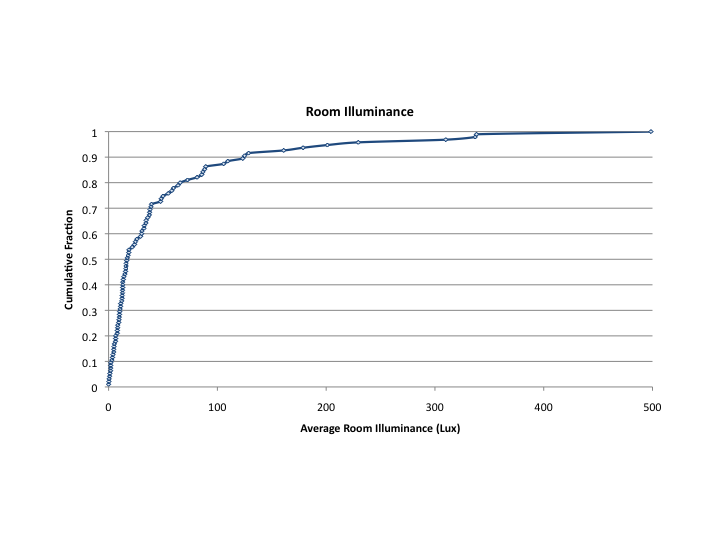 Room Illuminance
1
0.9
0.8
0.7
0.6
0.5
0.4
0.3
0.2
0.1
0
Cumulative Fraction
0 100 200 300 400 500
Average Room Illuminance (Lux)